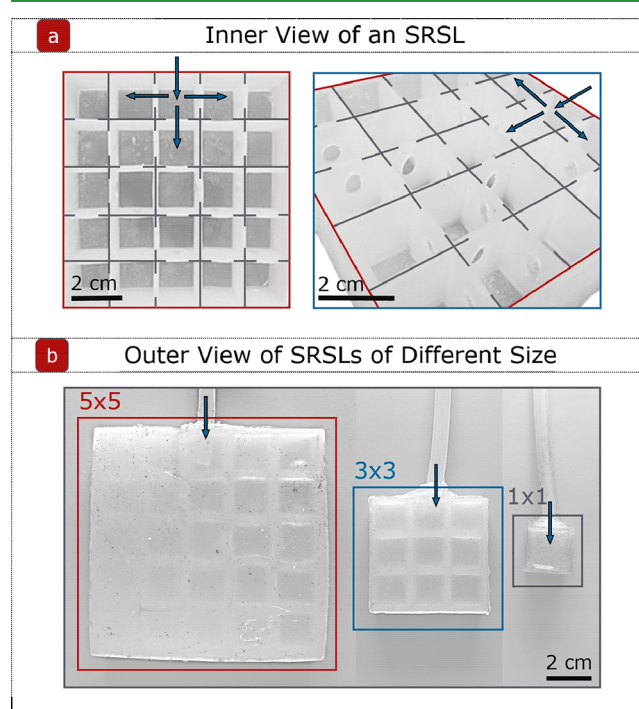 a
Inner View of an SRSL
2 cm
2 cm
b
Outer View of SRSLs of Different Size
5x5
3x3
1x1
2 cm